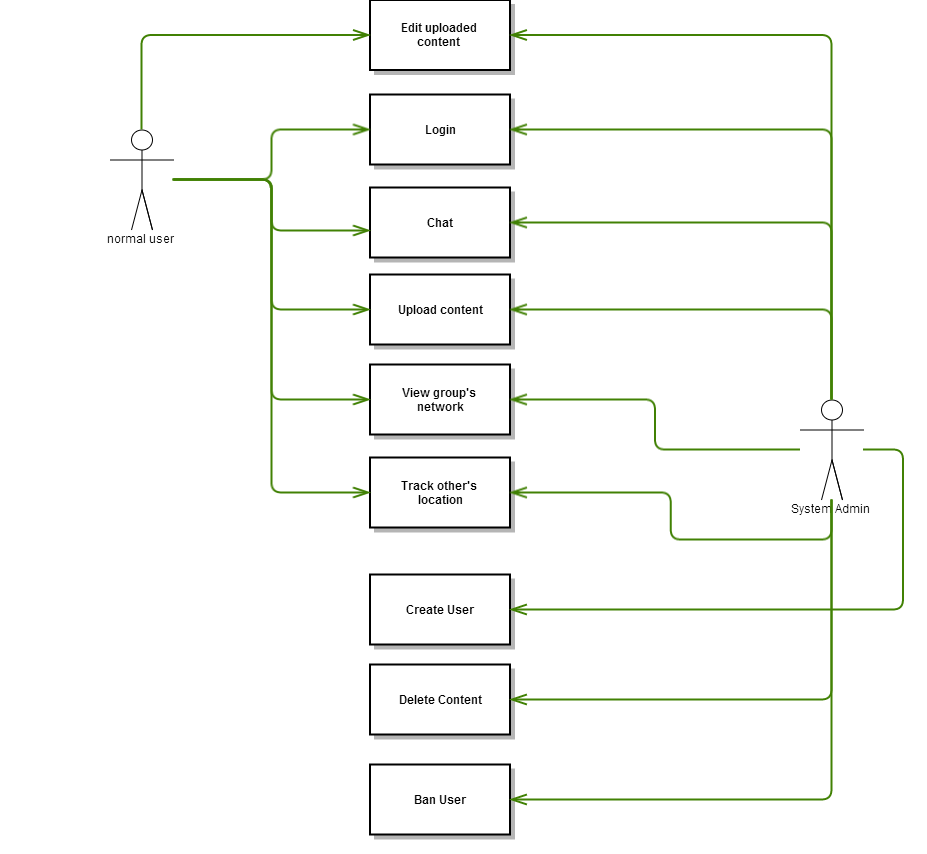 Edit uploaded
content
Login
normal user
Chat
Upload content
View group's
network
Track other's
location
System Admin
Create User
Delete Content
Ban User